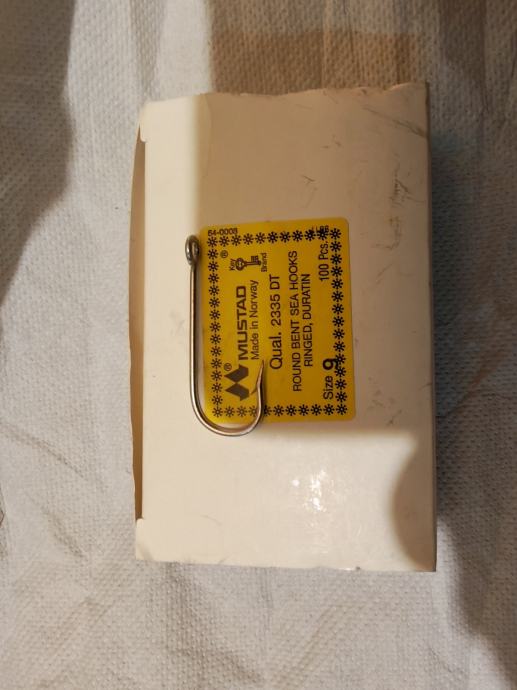 64-0008
®
®
MUSTAD
Made in Norway
Key
Brand
Qual. 2335 DT
ROUND BENT SEA HOOKS
RINGED, DURATIN
Size 9
100 Pcs.